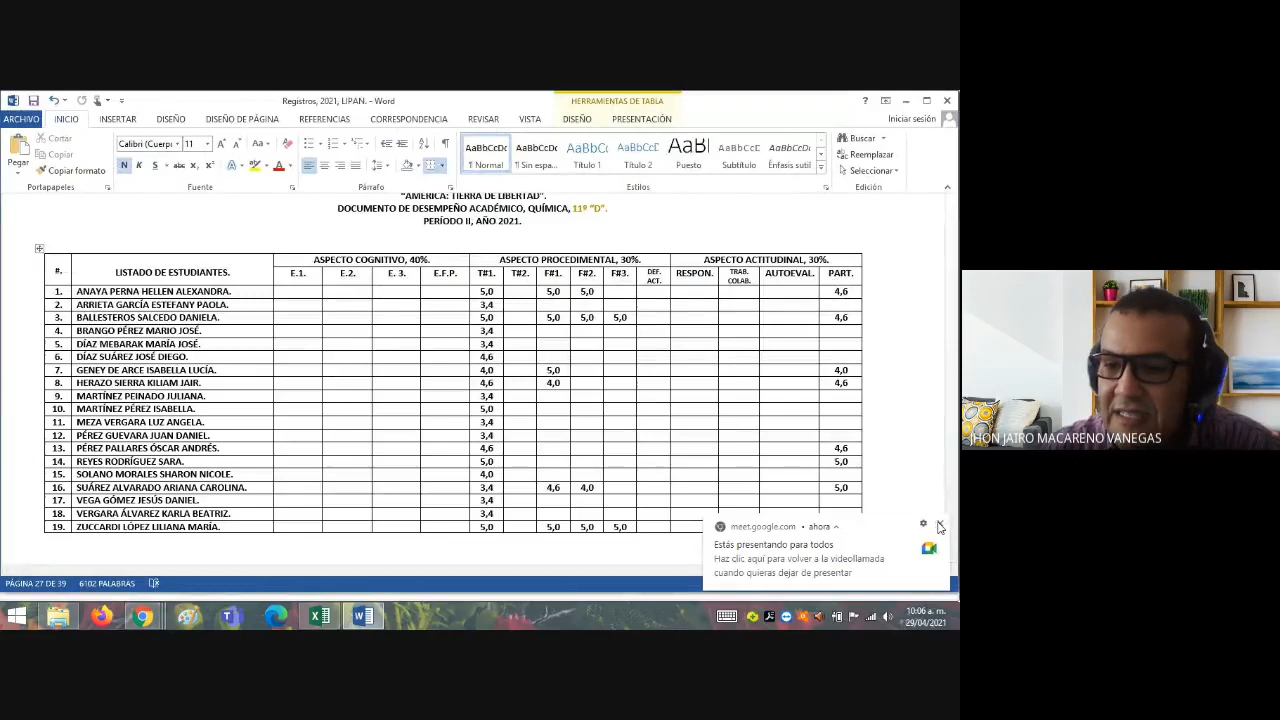 Registros, 2021, LIPAN. - Word
HERRAMIENTAS DE TABLA
ARCHIVO INICIO INSERTAR DISEÑO DISEÑO DE PÁGINA REFERENCIAS CORRESPONDENCIA REVISAR VISTA DISEÑO PRESENTACIÓN Iniciar sesión
Pegar
Cortar
Copiar
Copiar formato
Portapapeles
Calibri (Cuerp 11
Fuente
Párrafo
AaBbCcDc AaBbCcDc AaBbC AaBbCcD AaBl AaBbCcD AaBbCcDc
¶ Normal ¶ Sin espa... Título 1 Título 2 Puesto Subtítulo Énfasis sutil
Estilos
Buscar
Reemplazar
Seleccionar
Edición
"AMÉRICA: TIERRA DE LIBERTAD".
DOCUMENTO DE DESEMPEÑO ACADÉMICO, QUÍMICA, 11º "D".
PERÍODO II, AÑO 2021.
#. LISTADO DE ESTUDIANTES. ASPECTO COGNITIVO, 40%. ASPECTO PROCEDIMENTAL, 30%. ASPECTO ACTITUDINAL, 30%.
E.1. E.2. E. 3. E.F.P. T#1. T#2. F#1. F#2. F#3. DEF. ACT. RESPON. TRAB. COLAB. AUTOEVAL. PART.
1. ANAYA PERNA HELLEN ALEXANDRA. 5,0 5,0 5,0 4,6
2. ARRIETA GARCÍA ESTEFANY PAOLA. 3,4
3. BALLESTEROS SALCEDO DANIELA. 5,0 5,0 5,0 5,0 4,6
4. BRANGO PÉREZ MARIO JOSÉ. 3,4
5. DÍAZ MEBARAK MARÍA JOSÉ. 3,4
6. DÍAZ SUÁREZ JOSÉ DIEGO. 4,6
7. GENEY DE ARCE ISABELLA LUCÍA. 4,0 5,0 4,0
8. HERAZO SIERRA KILIAM JAIR. 4,6 4,0 4,6
9. MARTÍNEZ PEINADO JULIANA. 3,4
10. MARTÍNEZ PÉREZ ISABELLA. 5,0
11. MEZA VERGARA LUZ ANGELA. 3,4
12. PÉREZ GUEVARA JUAN DANIEL. 3,4
13. PÉREZ PALLARES ÓSCAR ANDRÉS. 4,6 4,6
14. REYES RODRÍGUEZ SARA. 5,0 5,0
15. SOLANO MORALES SHARON NICOLE. 4,0
16. SUÁREZ ALVARADO ARIANA CAROLINA. 3,4 4,6 4,0 5,0
17. VEGA GÓMEZ JESÚS DANIEL. 3,4
18. VERGARA ÁLVAREZ KARLA BEATRIZ. 3,4
19. ZUCCARDI LÓPEZ LILIANA MARÍA. 5,0 5,0 5,0 5,0
meet.google.com • ahora
Estás presentando para todos
Haz clic aquí para volver a la videollamada
cuando quieras dejar de presentar
PÁGINA 27 DE 39 6102 PALABRAS
10:06 a. m.
29/04/2021
JHON JAIRO MACARENO VANEGAS